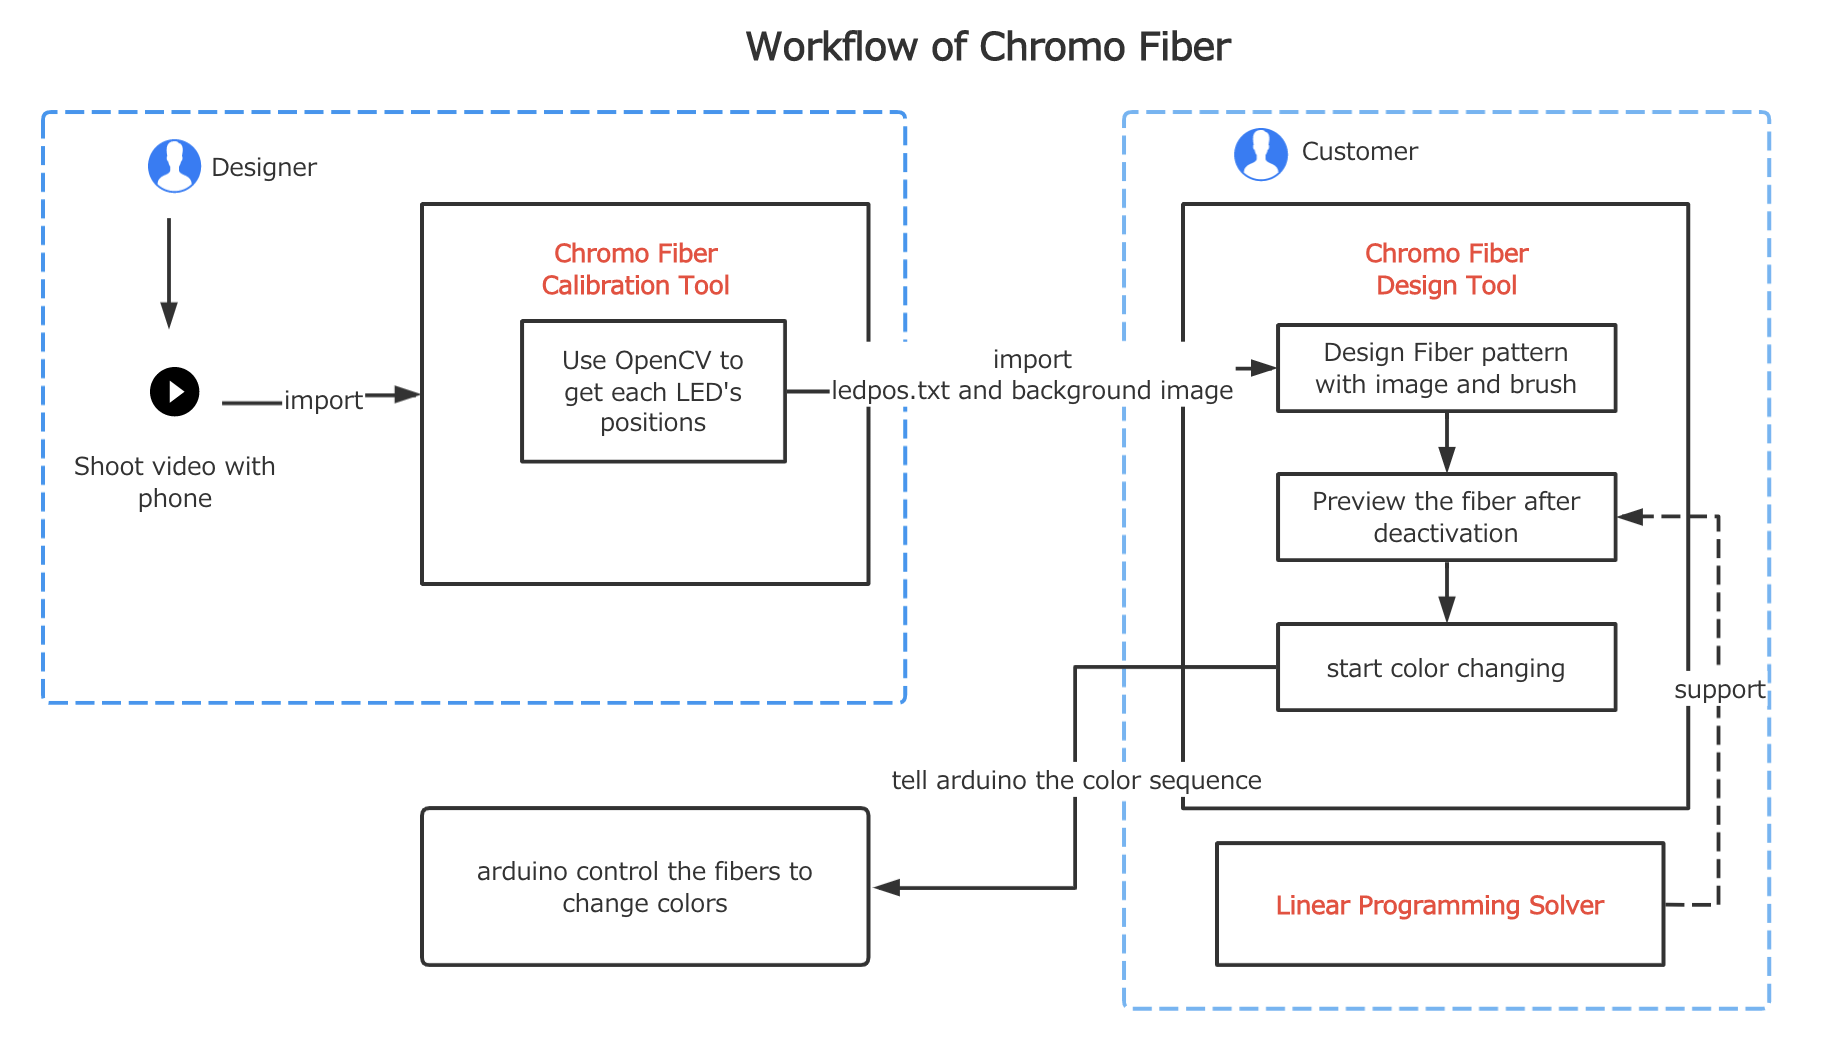 Workflow of Chromo Fiber
Designer
Shoot video with
phone
import
Chromo Fiber
Calibration Tool
Use OpenCV to
get each LED's
positions
import
ledpos.txt and background image
Customer
Chromo Fiber
Design Tool
Design Fiber pattern
with image and brush
Preview the fiber after
deactivation
start color changing
support
tell arduino the color sequence
arduino control the fibers to
change colors
Linear Programming Solver